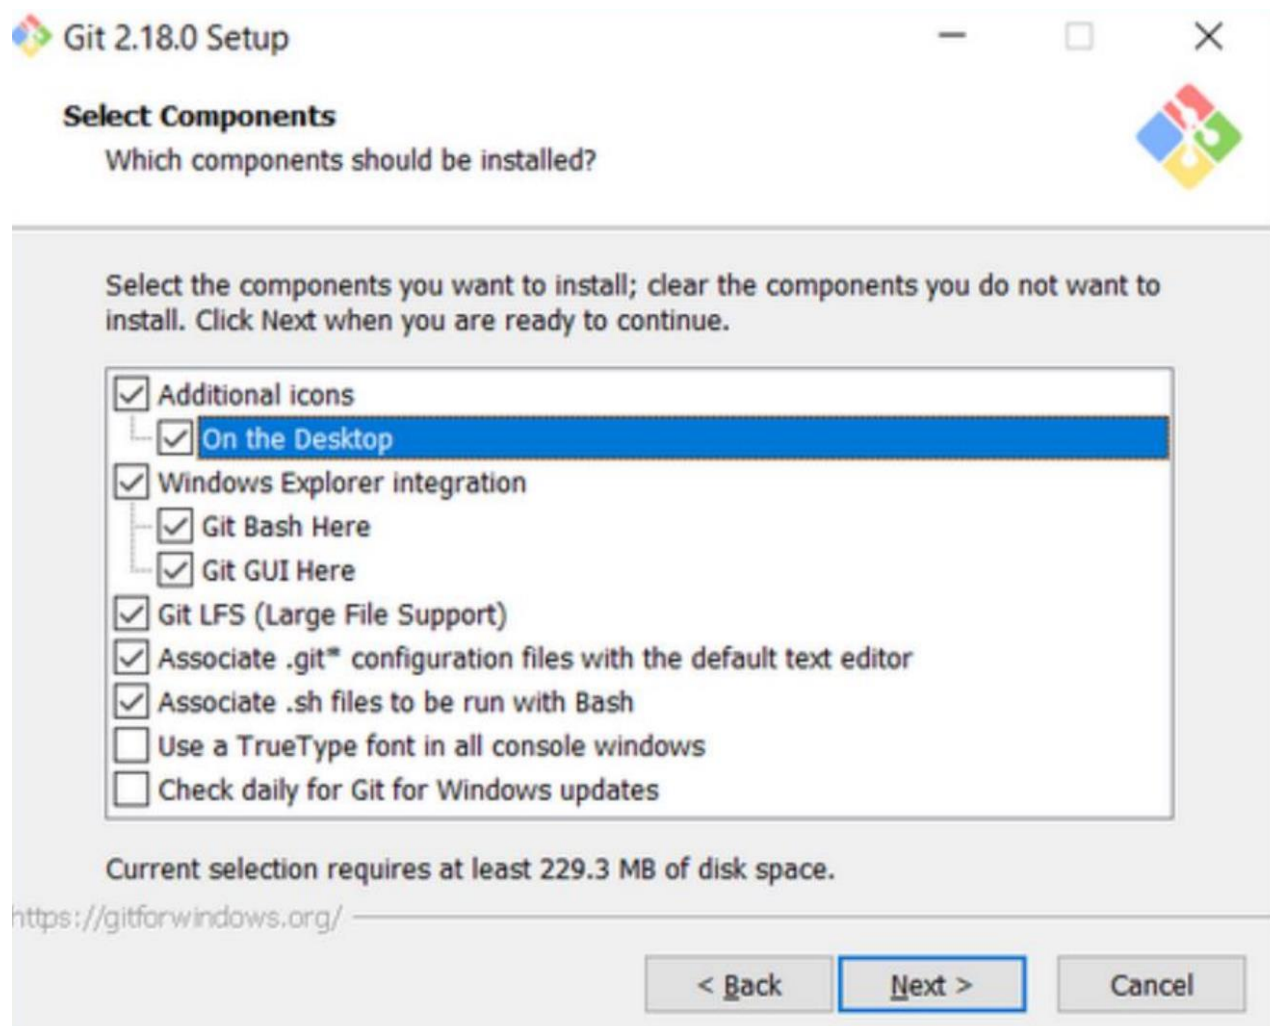 Git 2.18.0 Setup
Select Components
Which components should be installed?
Select the components you want to install; clear the components you do not want to
install. Click Next when you are ready to continue.
Additional icons
On the Desktop
Windows Explorer integration
Git Bash Here
Git GUI Here
Git LFS (Large File Support)
Associate .git* configuration files with the default text editor
Associate .sh files to be run with Bash
Use a TrueType font in all console windows
Check daily for Git for Windows updates
Current selection requires at least 229.3 MB of disk space.
https://gitforwindows.org/
< Back
Next >
Cancel